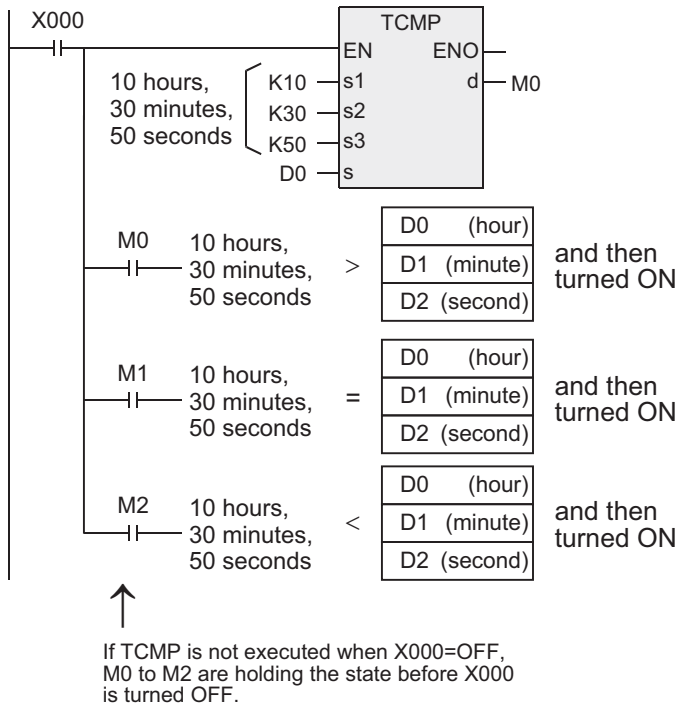 X000
TCMP
EN ENO
10 hours,
30 minutes,
50 seconds
K10 s1 d M0
K30 s2
K50 s3
D0 s
M0
10 hours,
30 minutes,
50 seconds
>
D0 (hour)
D1 (minute)
D2 (second)
and then
turned ON
M1
10 hours,
30 minutes,
50 seconds
=
D0 (hour)
D1 (minute)
D2 (second)
and then
turned ON
M2
10 hours,
30 minutes,
50 seconds
<
D0 (hour)
D1 (minute)
D2 (second)
and then
turned ON
If TCMP is not executed when X000=OFF,
M0 to M2 are holding the state before X000
is turned OFF.